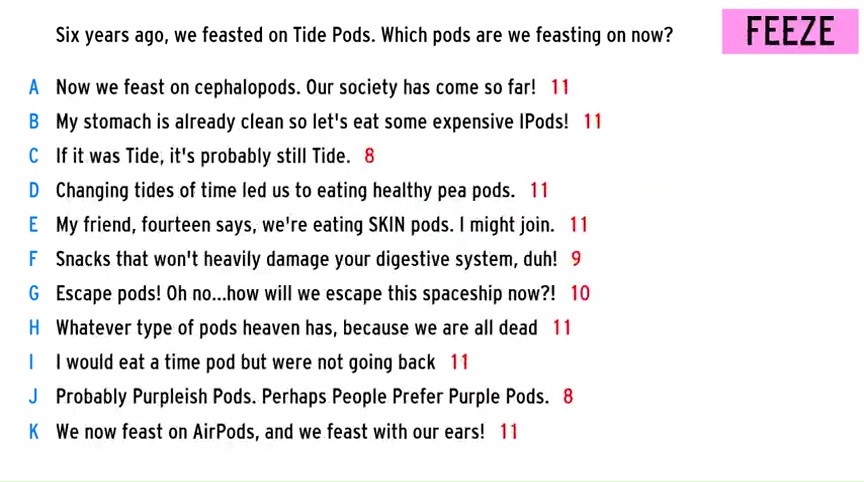 Six years ago, we feasted on Tide Pods. Which pods are we feasting on now?
FEEZE
A Now we feast on cephalopods. Our society has come so far! 11
B My stomach is already clean so let's eat some expensive IPods! 11
C If it was Tide, it's probably still Tide. 8
D Changing tides of time led us to eating healthy pea pods. 11
E My friend, fourteen says, we're eating SKIN pods. I might join. 11
F Snacks that won't heavily damage your digestive system, duh! 9
G Escape pods! Oh no...how will we escape this spaceship now?! 10
H Whatever type of pods heaven has, because we are all dead 11
I I would eat a time pod but were not going back 11
J Probably Purpleish Pods. Perhaps People Prefer Purple Pods. 8
K We now feast on AirPods, and we feast with our ears! 11